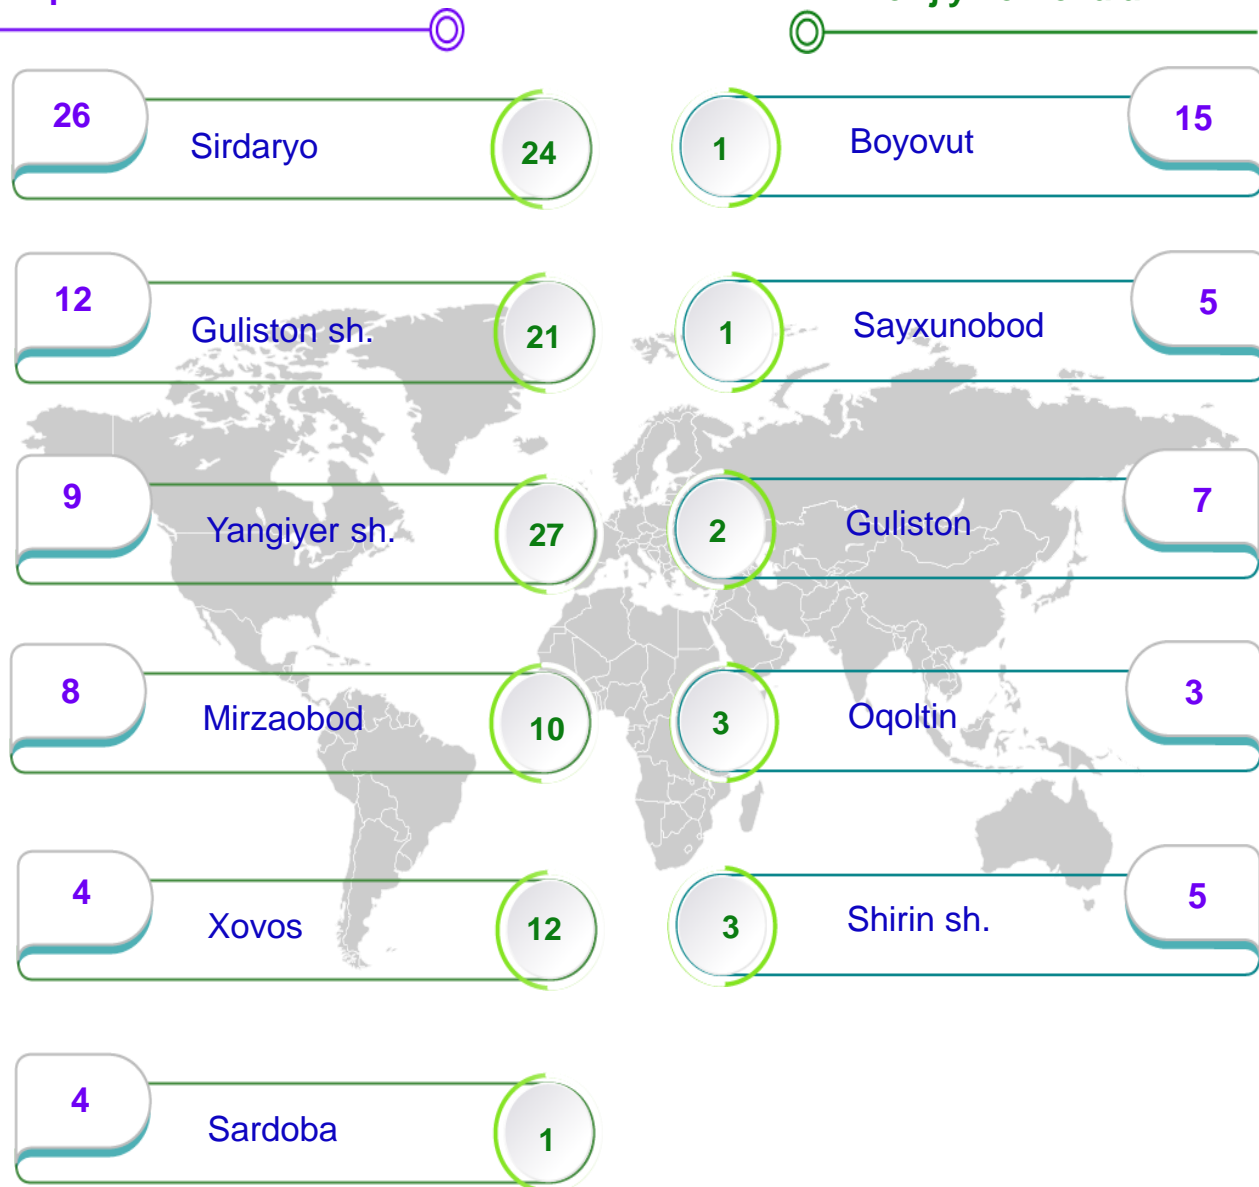 26
Sirdaryo
24
1
Boyovut
15
12
Guliston sh.
21
1
Sayxunobod
5
9
Yangiyer sh.
27
2
Guliston
7
8
Mirzaobod
10
3
Oqoltin
3
4
Xovos
12
3
Shirin sh.
5
4
Sardoba
1